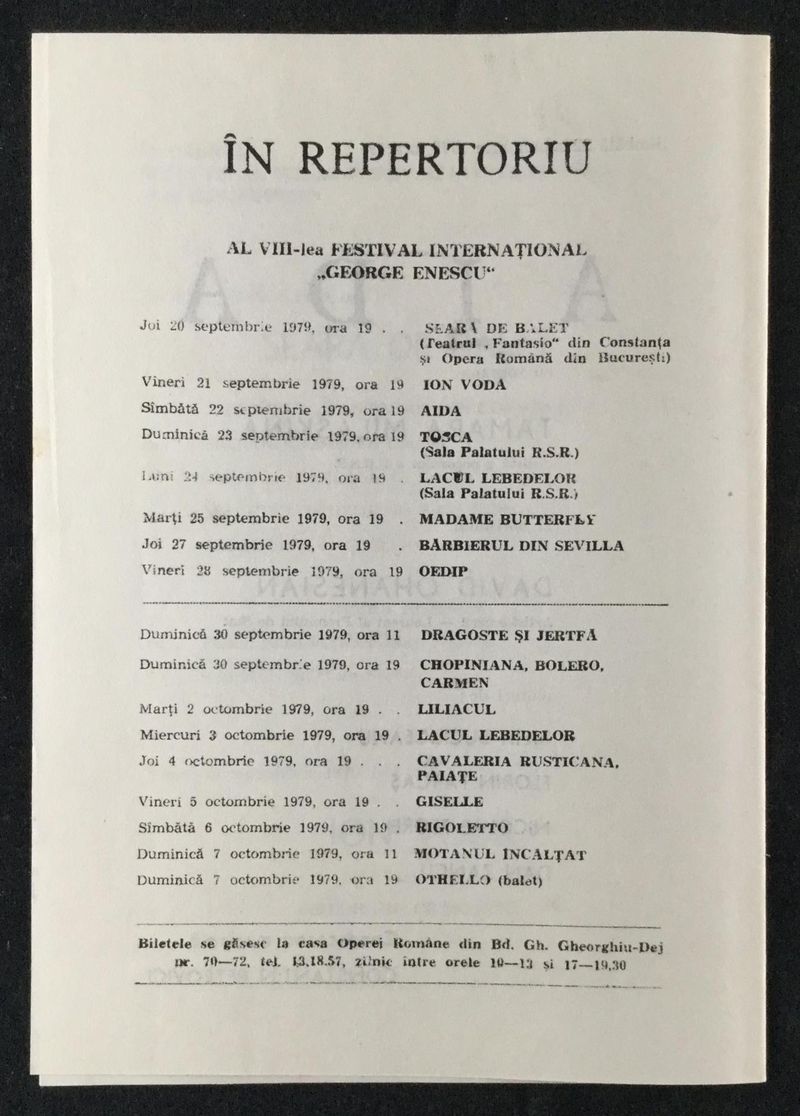 ÎN REPERTORIU
AL VIII-lea FESTIVAL INTERNAȚIONAL
„GEORGE ENESCU“
Joi 20 septembrie 1979, ora 19 . . SEARĂ DE BALET
(Teatrul „Fantasio“ din Constanța
și Opera Română din București)
Vineri 21 septembrie 1979, ora 19 ION VODĂ
Sîmbătă 22 septembrie 1979, ora 19 AIDA
Duminică 23 septembrie 1979, ora 19 TOSCA
(Sala Palatului R.S.R.)
Luni 24 septembrie 1979, ora 19 . LACUL LEBEDELOR
(Sala Palatului R.S.R.)
Marți 25 septembrie 1979, ora 19 . MADAME BUTTERFLY
Joi 27 septembrie 1979, ora 19 . BĂRBIERUL DIN SEVILLA
Vineri 28 septembrie 1979, ora 19 OEDIP
Duminică 30 septembrie 1979, ora 11 DRAGOSTE ȘI JERTFĂ
Duminică 30 septembrie 1979, ora 19 CHOPINIANA, BOLERO,
CARMEN
Marți 2 octombrie 1979, ora 19 . . LILIACUL
Miercuri 3 octombrie 1979, ora 19 . LACUL LEBEDELOR
Joi 4 octombrie 1979, ora 19 . . . CAVALERIA RUSTICANA,
PAIAȚE
Vineri 5 octombrie 1979, ora 19 . . GISELLE
Sîmbătă 6 octombrie 1979, ora 19 . RIGOLETTO
Duminică 7 octombrie 1979, ora 11 MOTANUL ÎNCĂLȚAT
Duminică 7 octombrie 1979, ora 19 OTHELLO (balet)
Biletele se găsesc la casa Operei Române din Bd. Gh. Gheorghiu-Dej
nr. 70—72, tel. 13.18.57, zilnic între orele 10—13 și 17—19,30